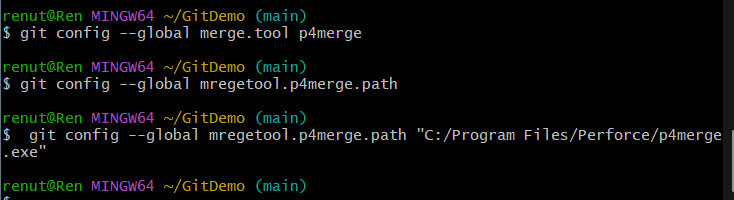 renut@Ren MINGW64 ~/GitDemo (main)
$ git config --global merge.tool p4merge
renut@Ren MINGW64 ~/GitDemo (main)
$ git config --global mregetool.p4merge.path
renut@Ren MINGW64 ~/GitDemo (main)
$  git config --global mregetool.p4merge.path "C:/Program Files/Perforce/p4merge
.exe"
renut@Ren MINGW64 ~/GitDemo (main)
$